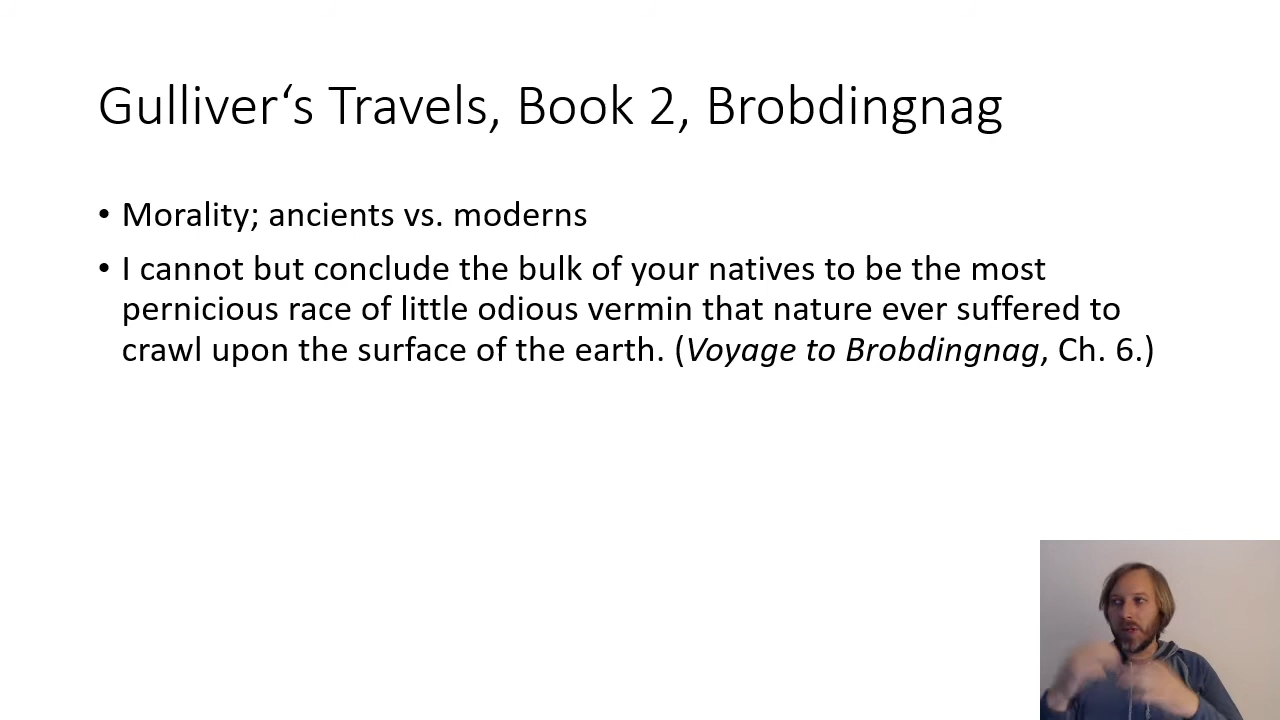 Gulliver‘s Travels, Book 2, Brobdingnag
• Morality; ancients vs. moderns
• I cannot but conclude the bulk of your natives to be the most
pernicious race of little odious vermin that nature ever suffered to
crawl upon the surface of the earth. (Voyage to Brobdingnag, Ch. 6.)